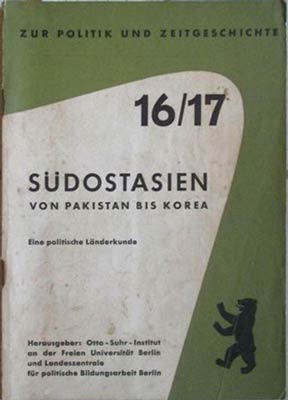 ZUR POLITIK UND ZEITGESCHICHTE
16/17
SÜDOSTASIEN
VON PAKISTAN BIS KOREA
Eine politische Länderkunde
Herausgeber: Otto-Suhr-Institut
an der Freien Universität Berlin
und Landeszentrale
für politische Bildungsarbeit Berlin